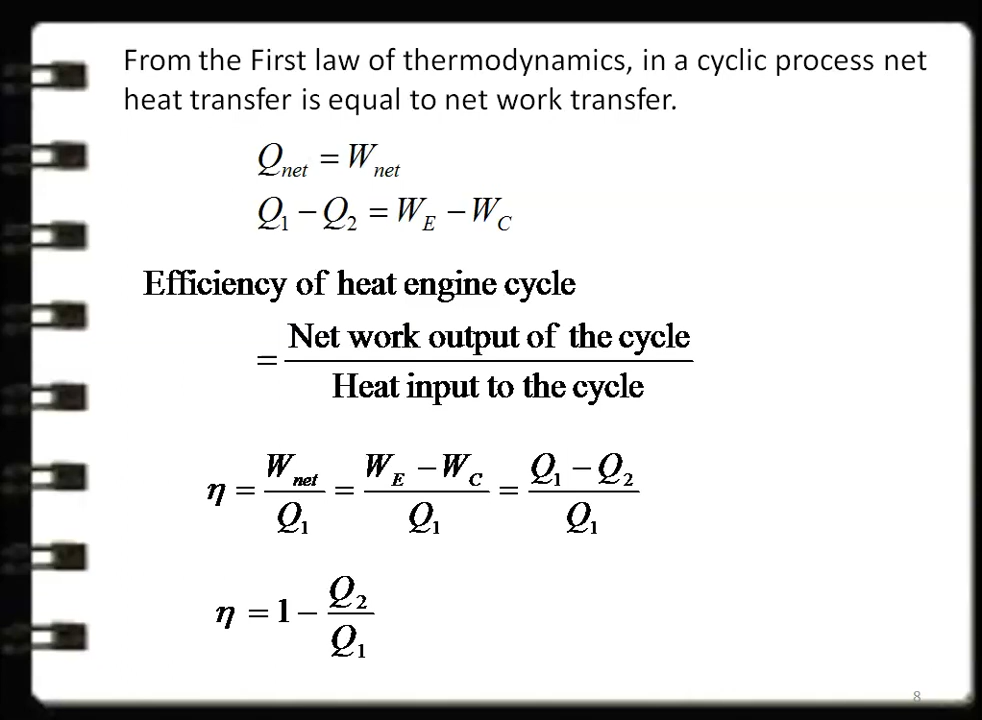 From the First law of thermodynamics, in a cyclic process net
heat transfer is equal to net work transfer.
Q_net = W_net
Q_1 − Q_2 = W_E − W_C
Efficiency of heat engine cycle
= Net work output of the cycle / Heat input to the cycle
η = W_net / Q_1 = (W_E − W_C) / Q_1 = (Q_1 − Q_2) / Q_1
η = 1 − Q_2 / Q_1
8